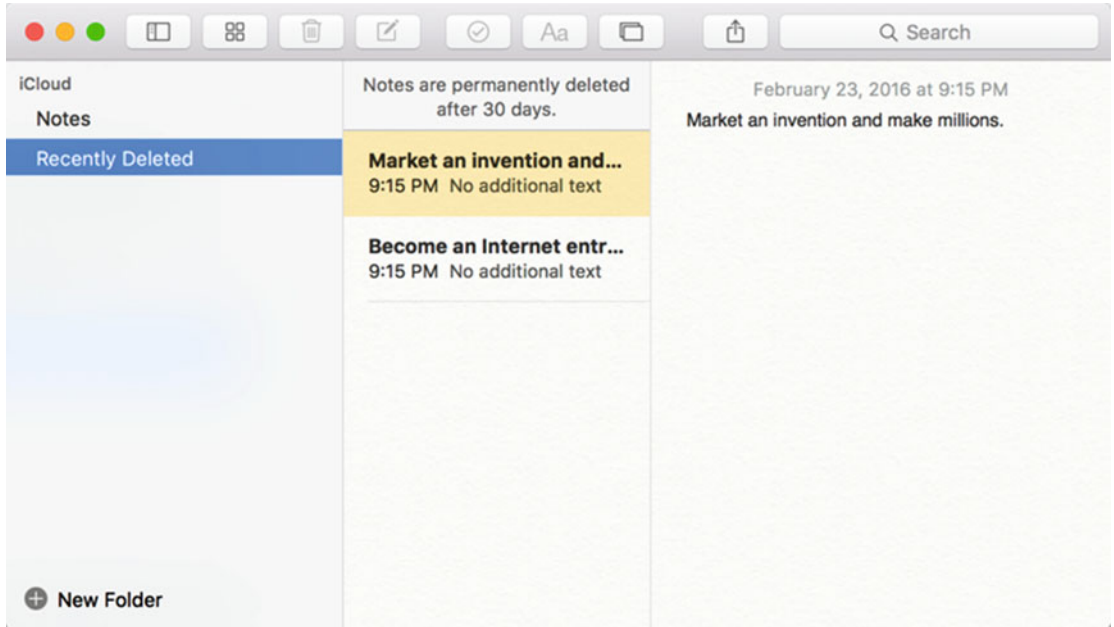 Aa
Search
iCloud
Notes
Recently Deleted
New Folder
Notes are permanently deleted
after 30 days.
Market an invention and...
9:15 PM No additional text
Become an Internet entr...
9:15 PM No additional text
February 23, 2016 at 9:15 PM
Market an invention and make millions.